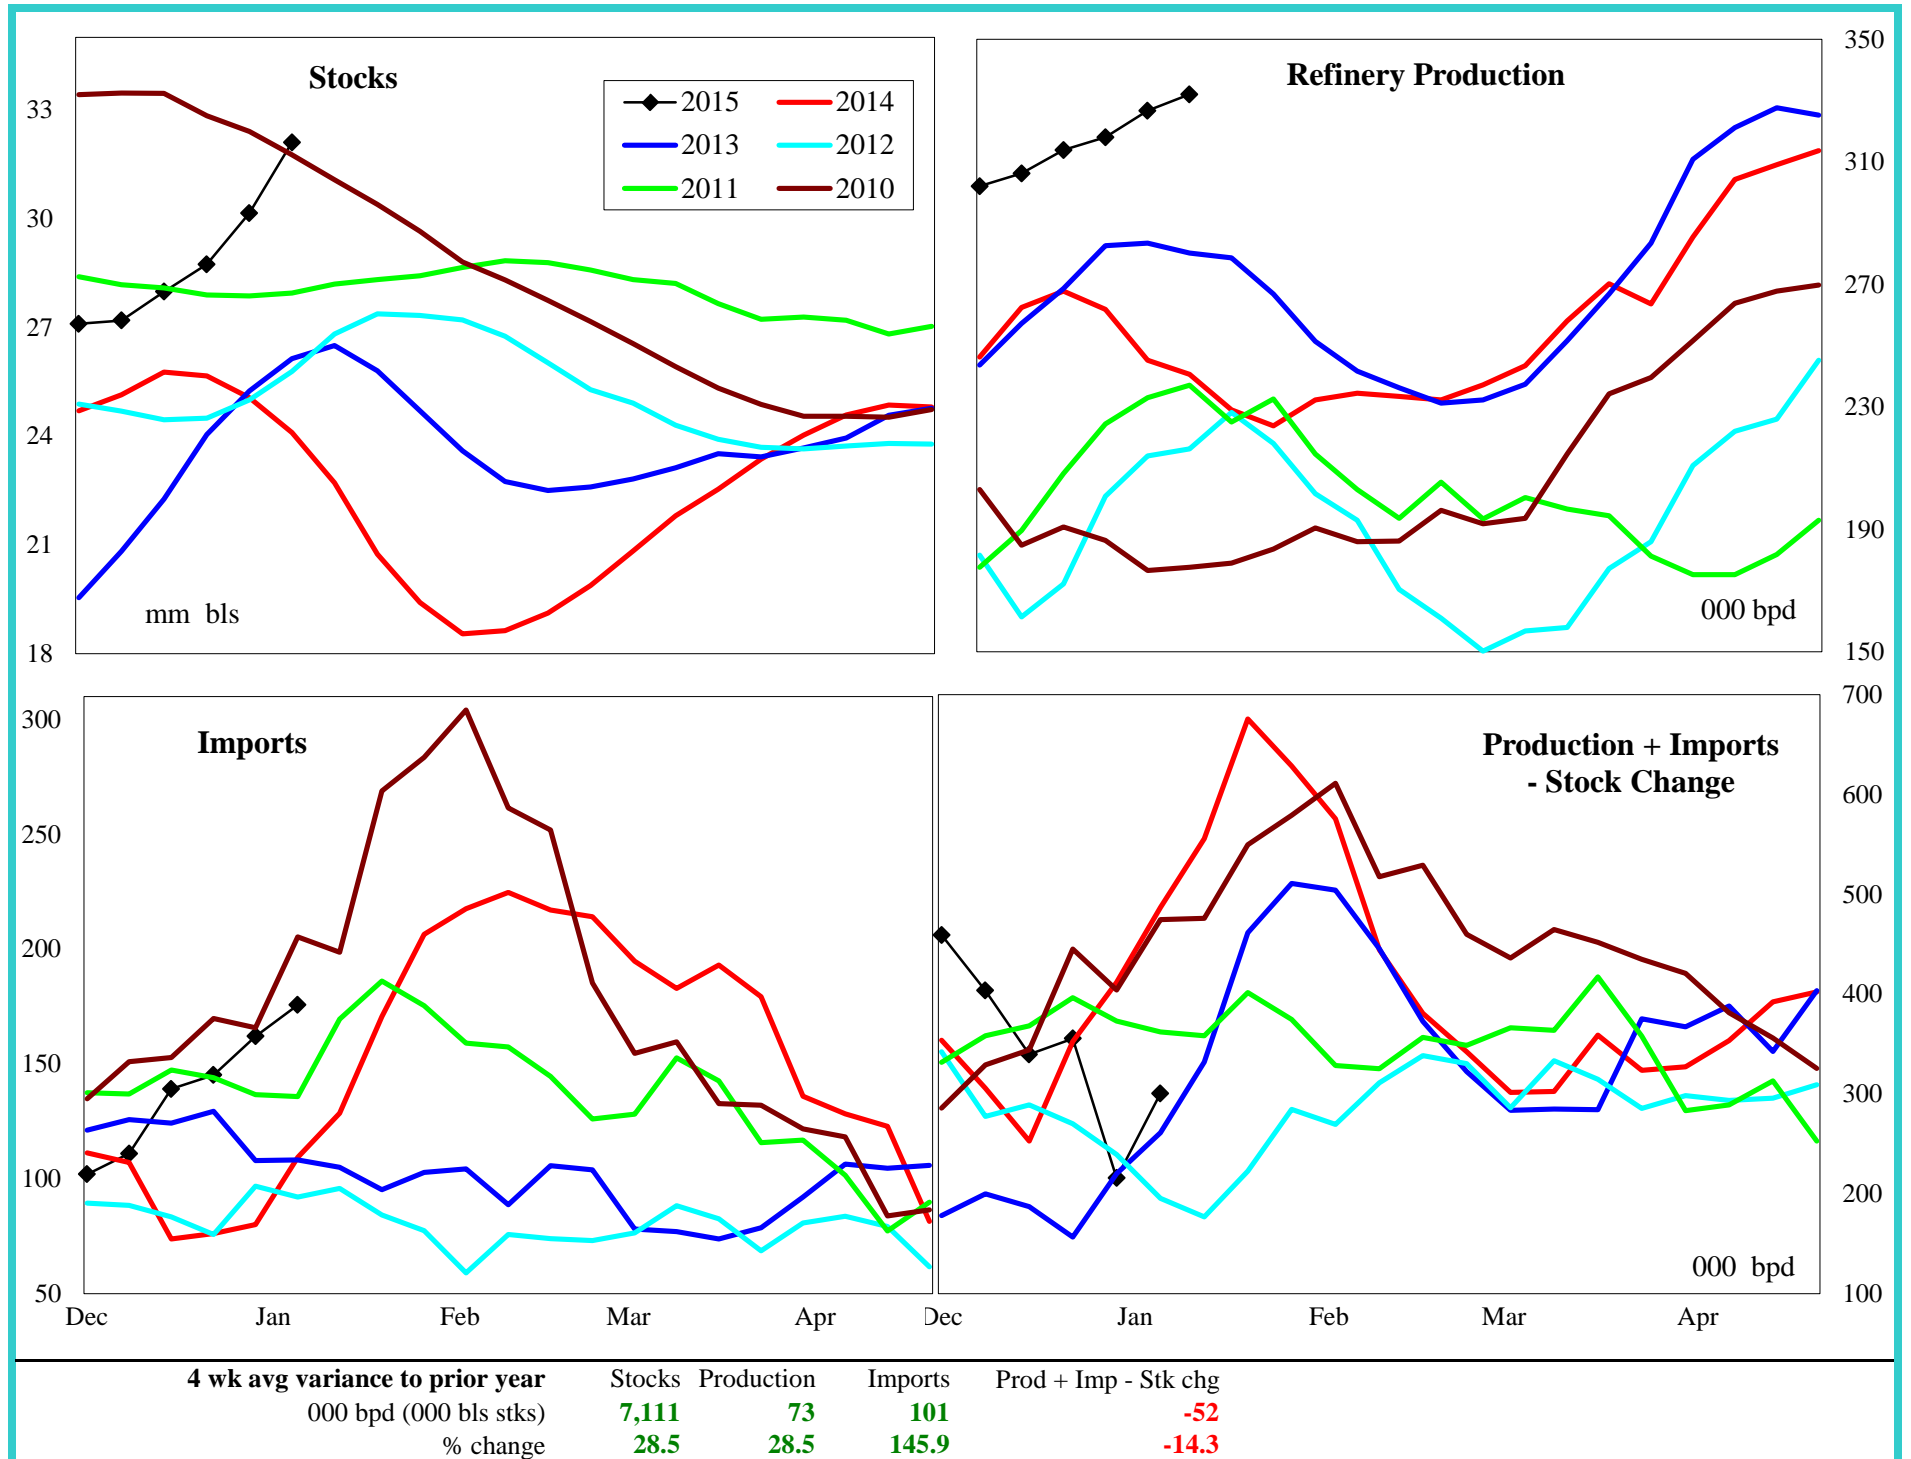 Stocks
2015 2014
2013 2012
2011 2010
33
30
27
24
21
18
mm bls
Refinery Production
350
310
270
230
190
150
000 bpd
Imports
300
250
200
150
100
50
Dec Jan Feb Mar Apr
Production + Imports
- Stock Change
700
600
500
400
300
200
100
000 bpd
Dec Jan Feb Mar Apr
4 wk avg variance to prior year Stocks Production Imports Prod + Imp - Stk chg
000 bpd (000 bls stks) 7,111 73 101 -52
% change 28.5 28.5 145.9 -14.3